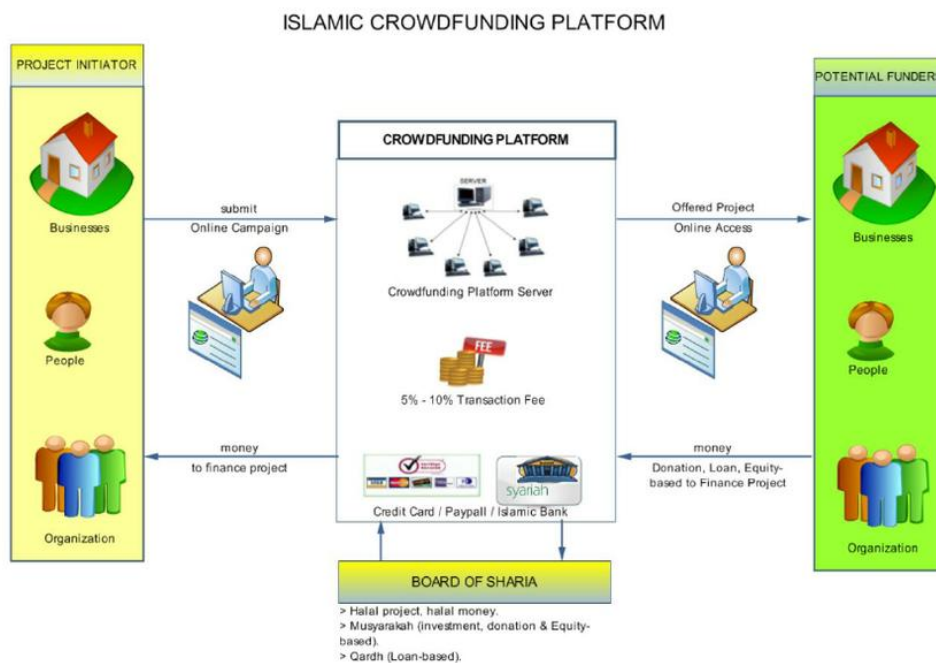 ISLAMIC CROWDFUNDING PLATFORM
PROJECT INITIATOR
Businesses
People
Organization
submit
Online Campaign
money
to finance project
CROWDFUNDING PLATFORM
SERVER
Crowdfunding Platform Server
FEE
5% - 10% Transaction Fee
VISA
syariah
Credit Card / Paypall / Islamic Bank
Offered Project
Online Access
money
Donation, Loan, Equity-
based to Finance Project
POTENTIAL FUNDERS
Businesses
People
Organization
BOARD OF SHARIA
> Halal project, halal money.
> Musyarakah (investment, donation & Equity-
based).
> Qardh (Loan-based).